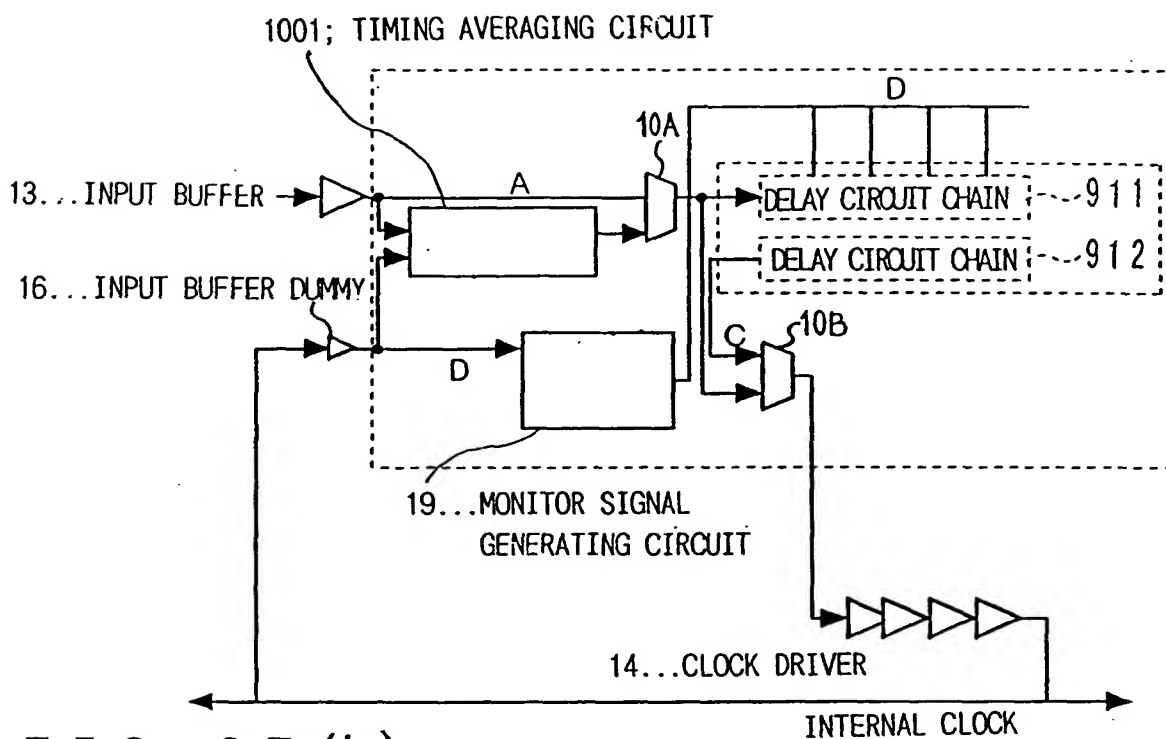 1001; TIMING AVERAGING CIRCUIT
D
10A
13...INPUT BUFFER
A
DELAY CIRCUIT CHAIN
911
DELAY CIRCUIT CHAIN
912
16...INPUT BUFFER DUMMY
10B
C
D
19...MONITOR SIGNAL
GENERATING CIRCUIT
14...CLOCK DRIVER
INTERNAL CLOCK